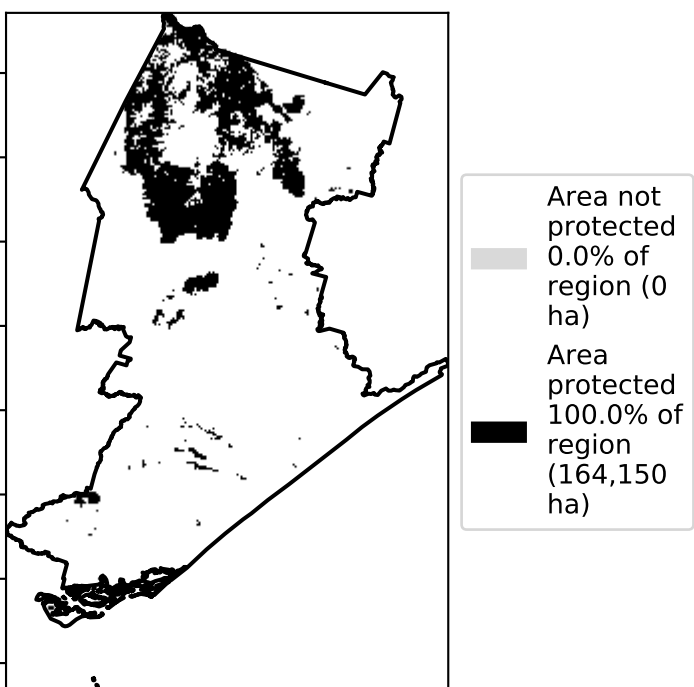 Area not
protected
0.0% of
region (0
ha)
Area
protected
100.0% of
region
(164,150
ha)